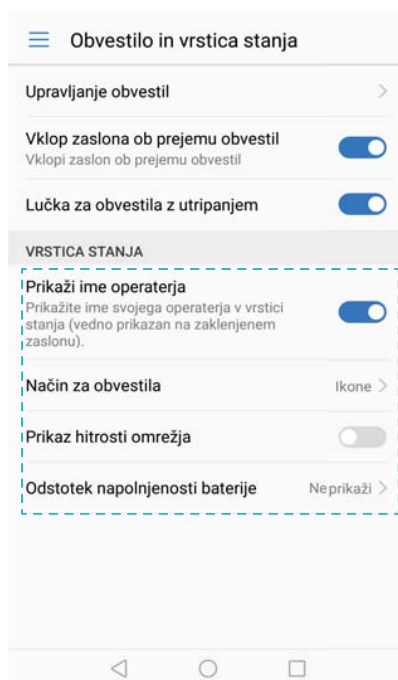 Obvestilo in vrstica stanja
Upravljanje obvestil
Vklop zaslona ob prejemu obvestil
Vklopi zaslon ob prejemu obvestil
Lučka za obvestila z utripanjem
VRSTICA STANJA
Prikaži ime operaterja
Prikažite ime svojega operaterja v vrstici
stanja (vedno prikazan na zaklenjenem
zaslonu).
Način za obvestila Ikone
Prikaz hitrosti omrežja
Odstotek napolnjenosti baterije Ne prikaži